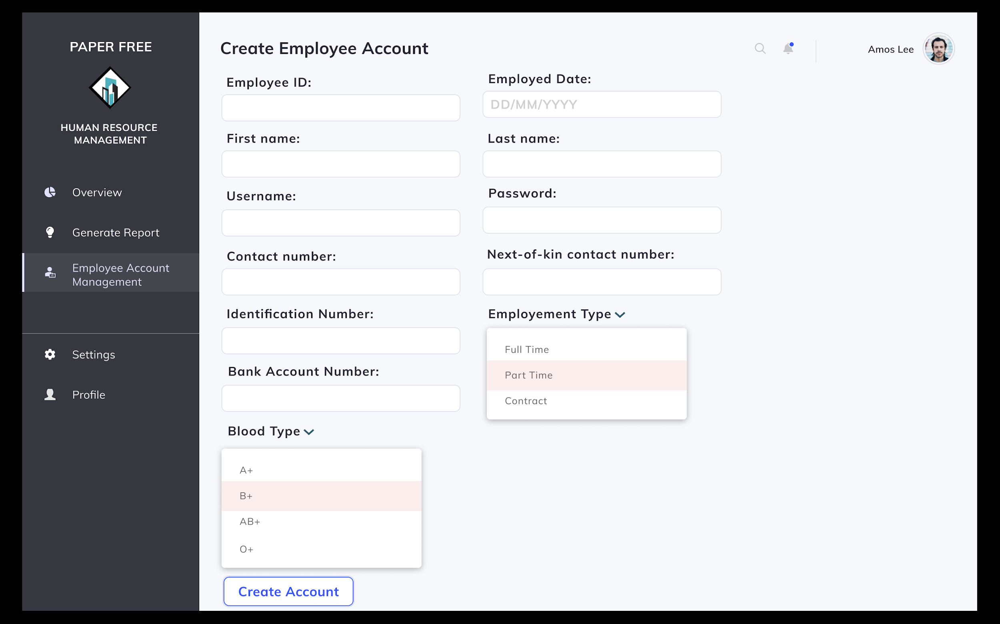 PAPER FREE
HUMAN RESOURCE
MANAGEMENT
Overview
Generate Report
Employee Account
Management
Settings
Profile
Create Employee Account
Amos Lee
Employee ID:
Employed Date:
DD/MM/YYYY
First name:
Last name:
Username:
Password:
Contact number:
Next-of-kin contact number:
Identification Number:
Employement Type
Full Time
Part Time
Contract
Bank Account Number:
Blood Type
A+
B+
AB+
O+
Create Account